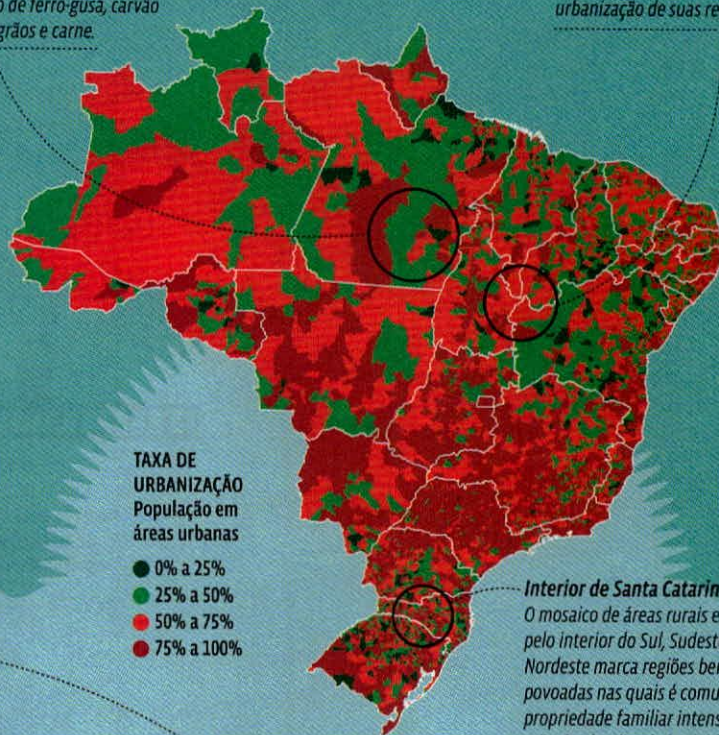 o de ferro-gusa, carvão
grãos e carne.
urbanização de suas re
TAXA DE
URBANIZAÇÃO
População em
áreas urbanas
0% a 25%
25% a 50%
50% a 75%
75% a 100%
Interior de Santa Catarin
O mosaico de áreas rurais e
pelo interior do Sul, Sudest
Nordeste marca regiões be
povoadas nas quais é comu
propriedade familiar intens